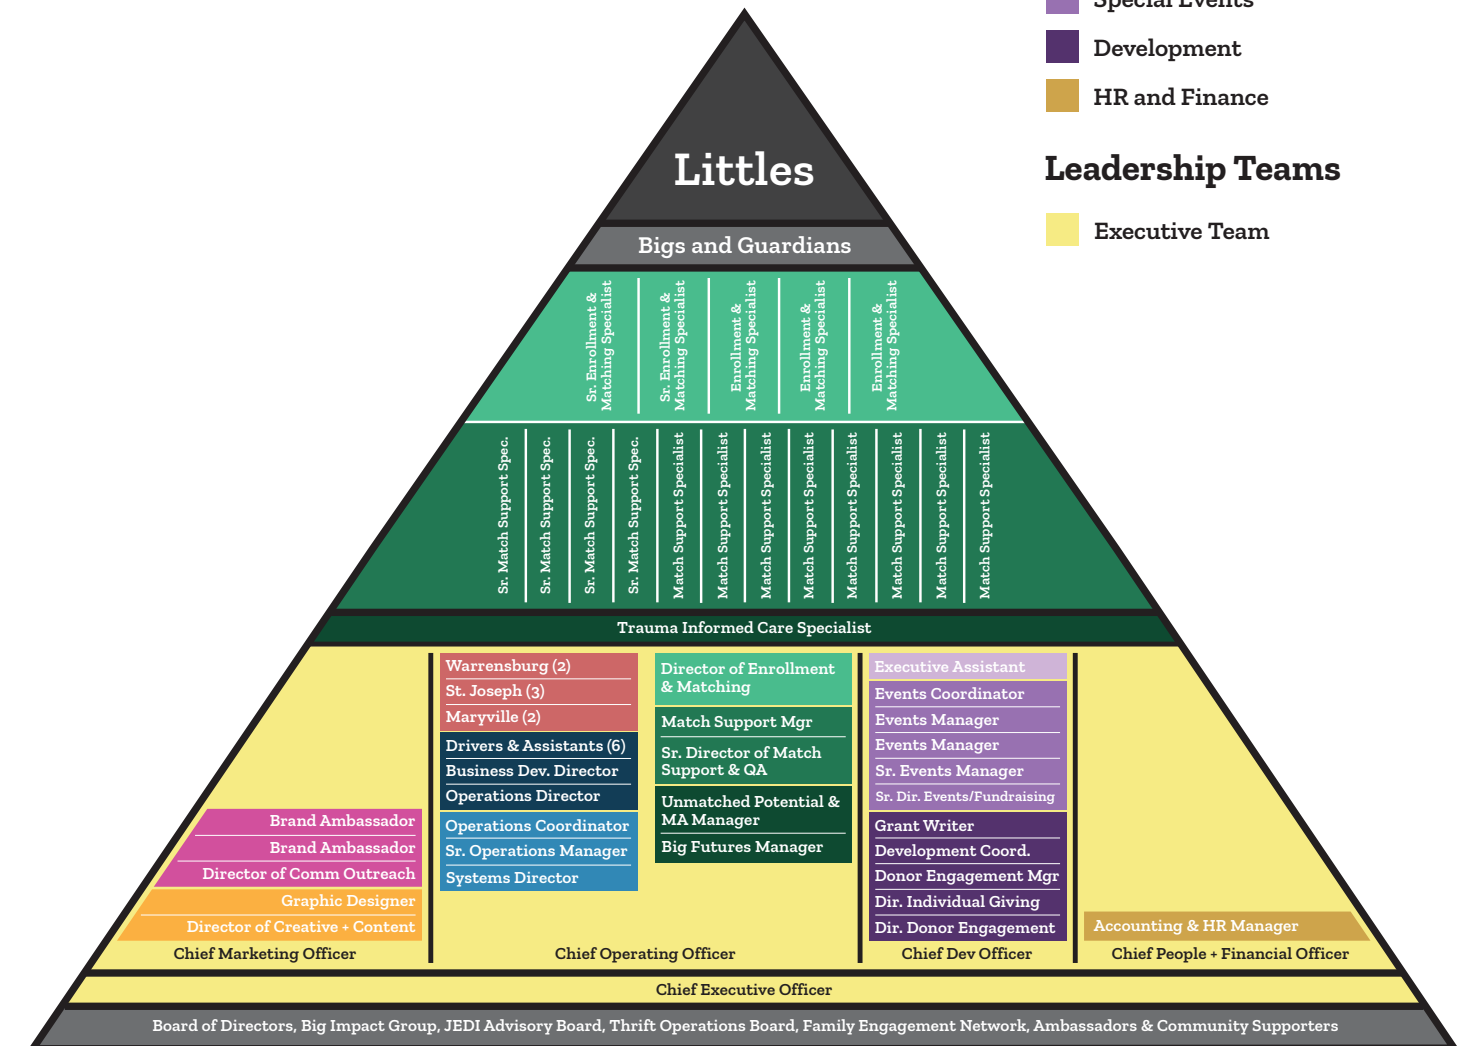 Special Events
Development
HR and Finance
Leadership Teams
Executive Team
Littles
Bigs and Guardians
Sr. Enrollment &
Matching Specialist
Sr. Enrollment &
Matching Specialist
Enrollment &
Matching Specialist
Enrollment &
Matching Specialist
Enrollment &
Matching Specialist
Sr. Match Support Spec.
Sr. Match Support Spec.
Sr. Match Support Spec.
Sr. Match Support Spec.
Match Support Specialist
Match Support Specialist
Match Support Specialist
Match Support Specialist
Match Support Specialist
Match Support Specialist
Match Support Specialist
Match Support Specialist
Trauma Informed Care Specialist
Brand Ambassador
Brand Ambassador
Director of Comm Outreach
Graphic Designer
Director of Creative + Content
Chief Marketing Officer
Warrensburg (2)
St. Joseph (3)
Maryville (2)
Drivers & Assistants (6)
Business Dev. Director
Operations Director
Operations Coordinator
Sr. Operations Manager
Systems Director
Director of Enrollment
& Matching
Match Support Mgr
Sr. Director of Match
Support & QA
Unmatched Potential &
MA Manager
Big Futures Manager
Chief Operating Officer
Executive Assistant
Events Coordinator
Events Manager
Events Manager
Sr. Events Manager
Sr. Dir. Events/Fundraising
Grant Writer
Development Coord.
Donor Engagement Mgr
Dir. Individual Giving
Dir. Donor Engagement
Chief Dev Officer
Accounting & HR Manager
Chief People + Financial Officer
Chief Executive Officer
Board of Directors, Big Impact Group, JEDI Advisory Board, Thrift Operations Board, Family Engagement Network, Ambassadors & Community Supporters